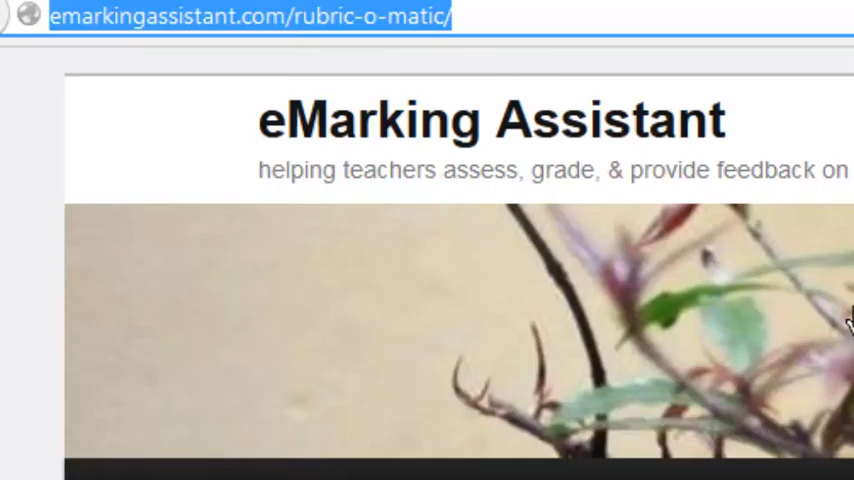 emarkingassistant.com/rubric-o-matic/
eMarking Assistant
helping teachers assess, grade, & provide feedback on